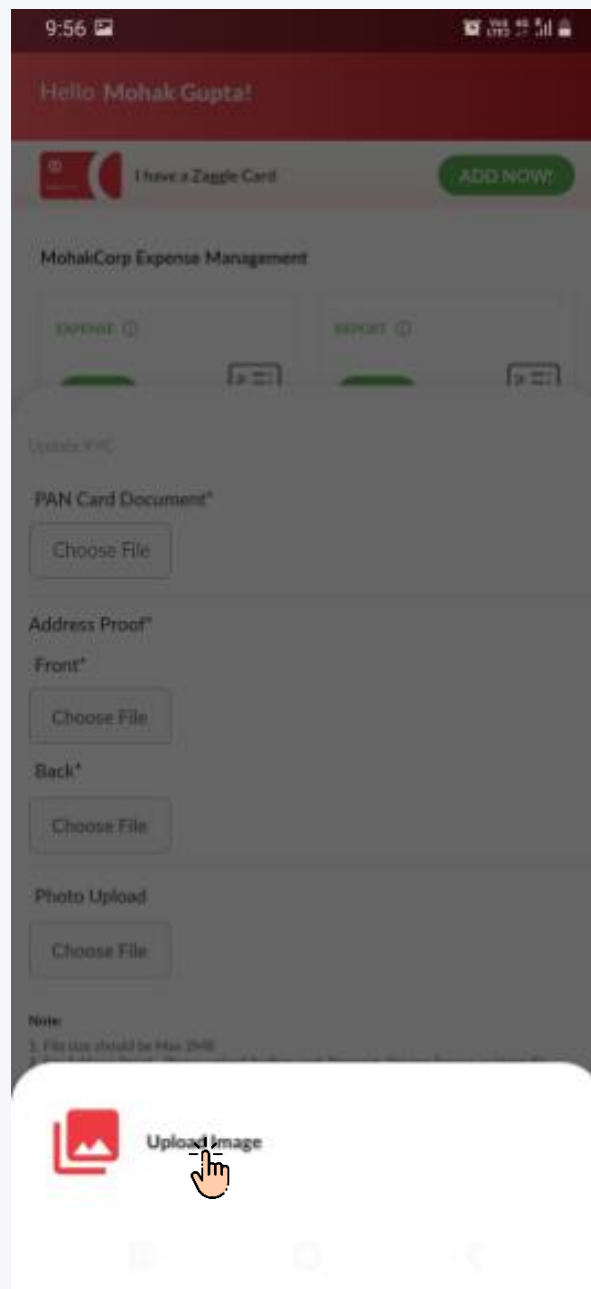 9:56
Hello Mohak Gupta!
I have a Zaggle Card
ADD NOW!
MohakCorp Expense Management
EXPENSE
REPORT
Update KYC
PAN Card Document*
Choose File
Address Proof*
Front*
Choose File
Back*
Choose File
Photo Upload
Choose File
Note:
1. File size should be Max 2MB
Upload Image